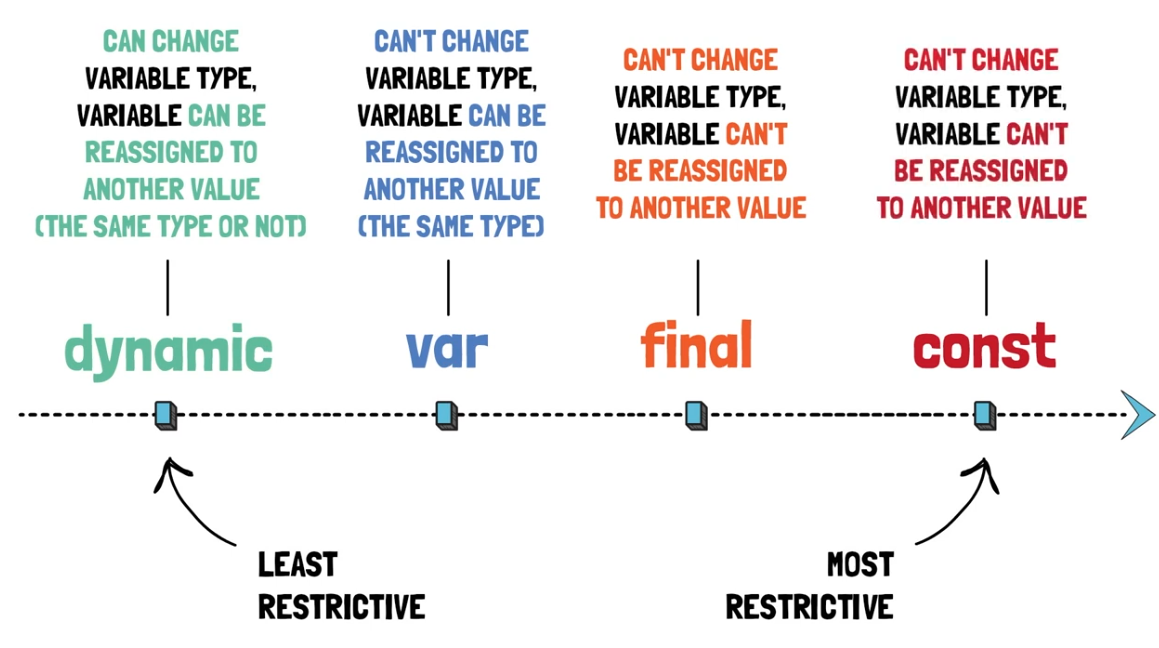 CAN CHANGE
VARIABLE TYPE,
VARIABLE CAN BE
REASSIGNED TO
ANOTHER VALUE
(THE SAME TYPE OR NOT)
CAN'T CHANGE
VARIABLE TYPE,
VARIABLE CAN BE
REASSIGNED TO
ANOTHER VALUE
(THE SAME TYPE)
CAN'T CHANGE
VARIABLE TYPE,
VARIABLE CAN'T
BE REASSIGNED
TO ANOTHER VALUE
CAN'T CHANGE
VARIABLE TYPE,
VARIABLE CAN'T
BE REASSIGNED
TO ANOTHER VALUE
dynamic
var
final
const
LEAST
RESTRICTIVE
MOST
RESTRICTIVE